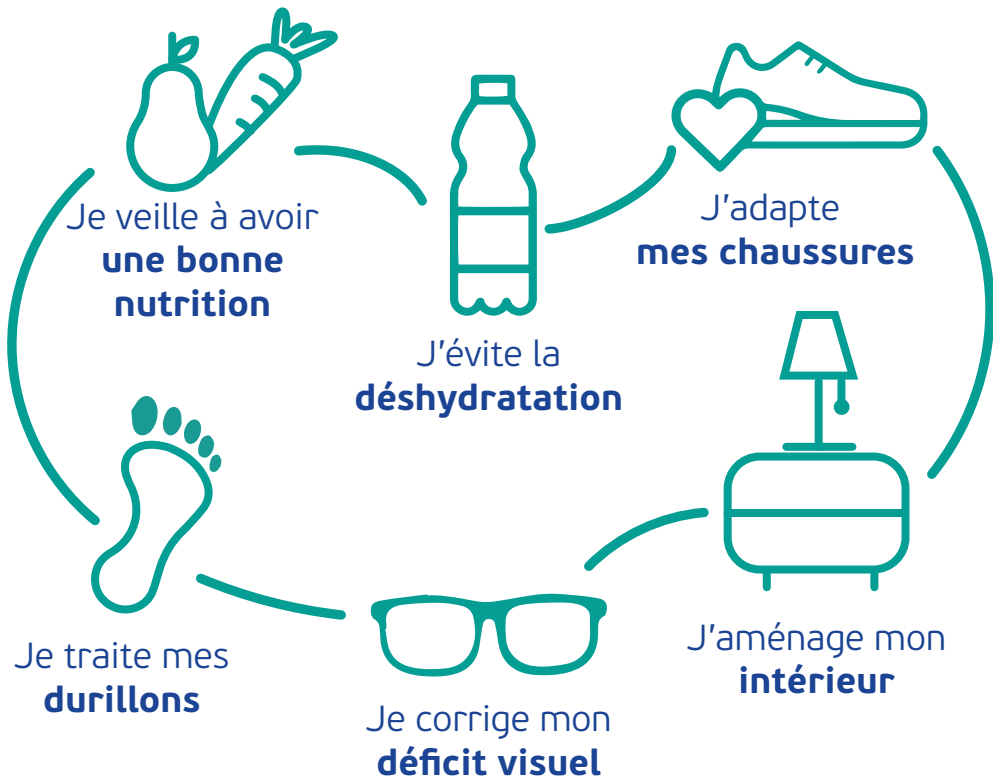 Je veille à avoir
une bonne
nutrition
J'évite la
déshydratation
J'adapte
mes chaussures
J'aménage mon
intérieur
Je corrige mon
déficit visuel
Je traite mes
durillons